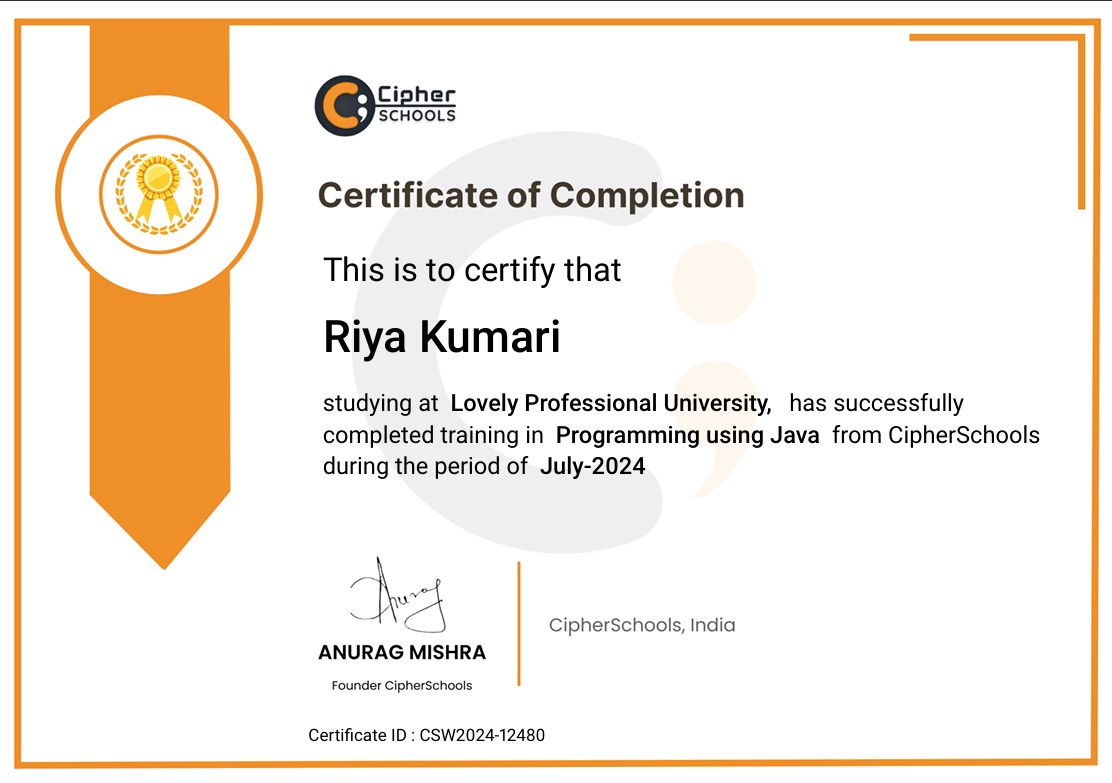 Cipher
SCHOOLS
Certificate of Completion
This is to certify that
Riya Kumari
studying at Lovely Professional University, has successfully
completed training in Programming using Java from CipherSchools
during the period of July-2024
Anurag
ANURAG MISHRA
Founder CipherSchools
CipherSchools, India
Certificate ID : CSW2024-12480